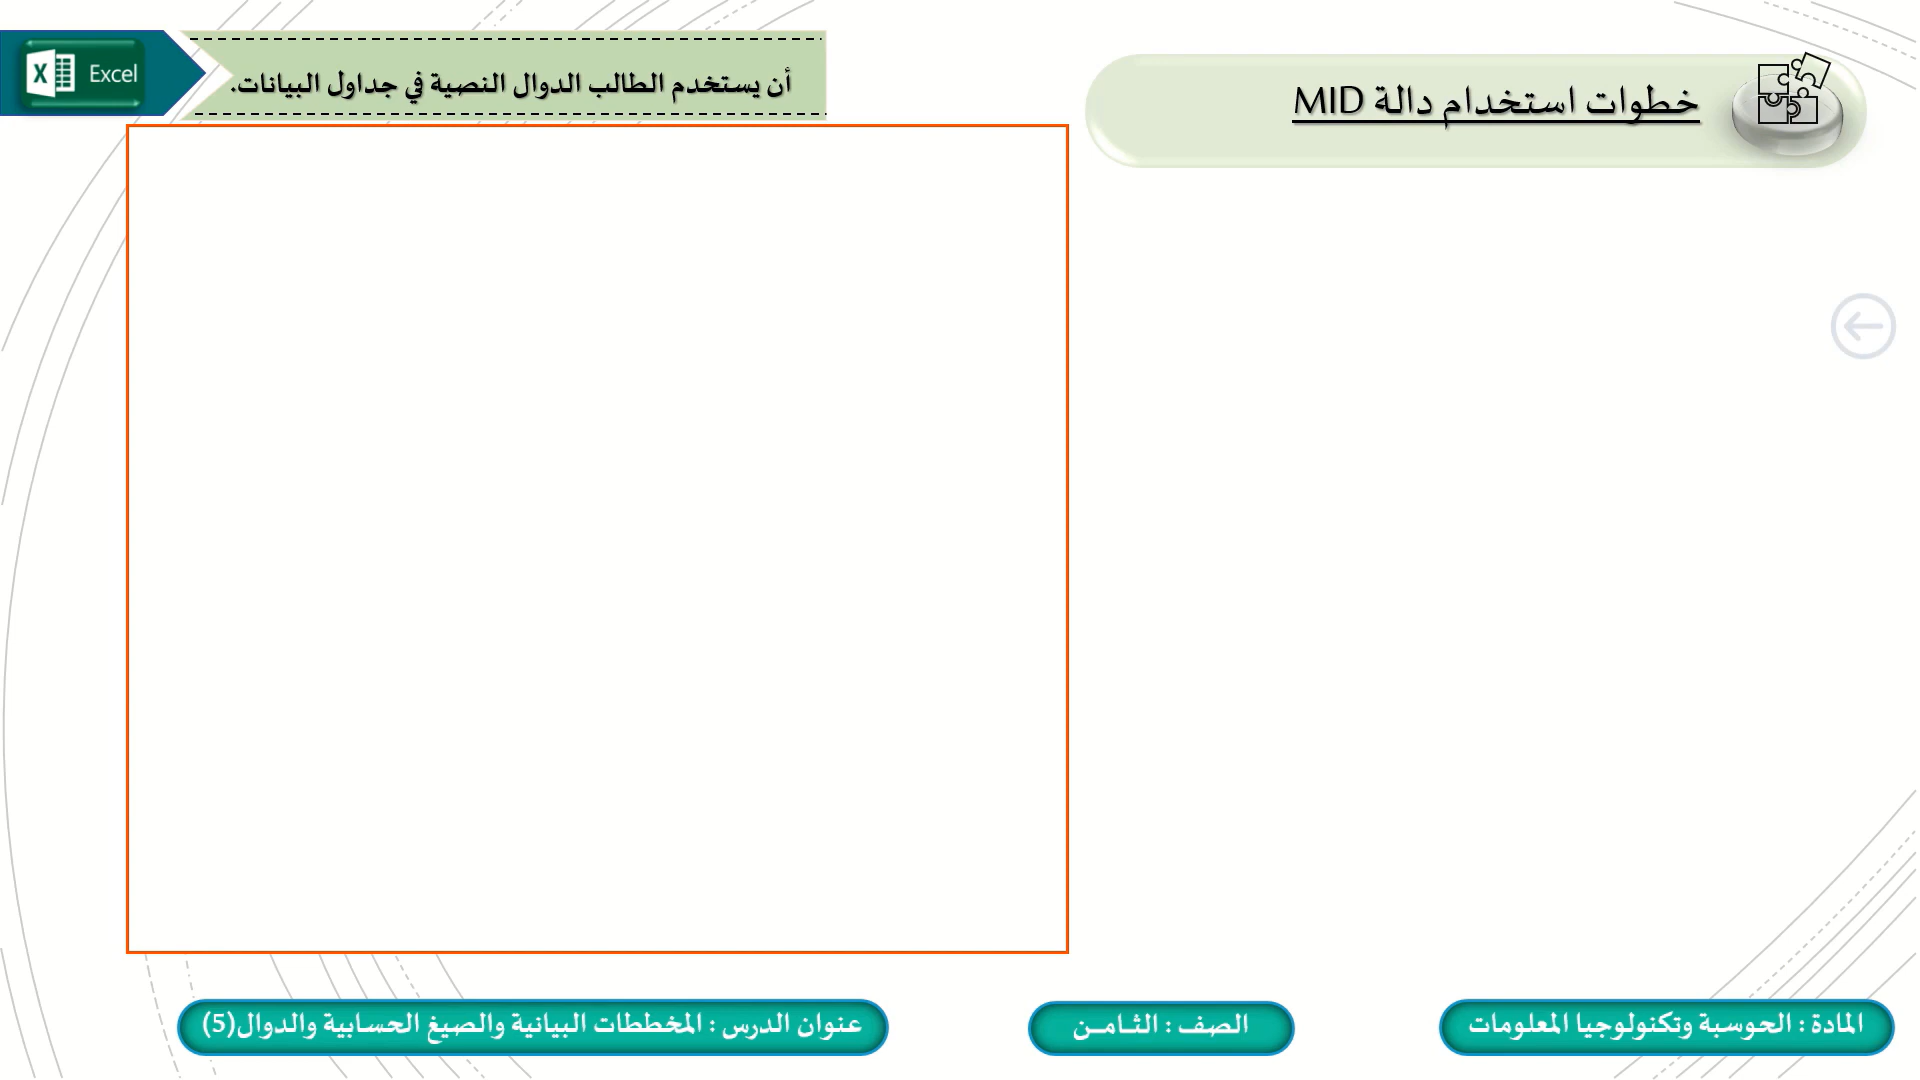 Excel
أن يستخدم الطالب الدوال النصية في جداول البيانات.
خطوات استخدام دالة MID
المادة : الحوسبة وتكنولوجيا المعلومات
الصف : الثـامــن
عنوان الدرس : المخططات البيانية والصيغ الحسابية والدوال(5)